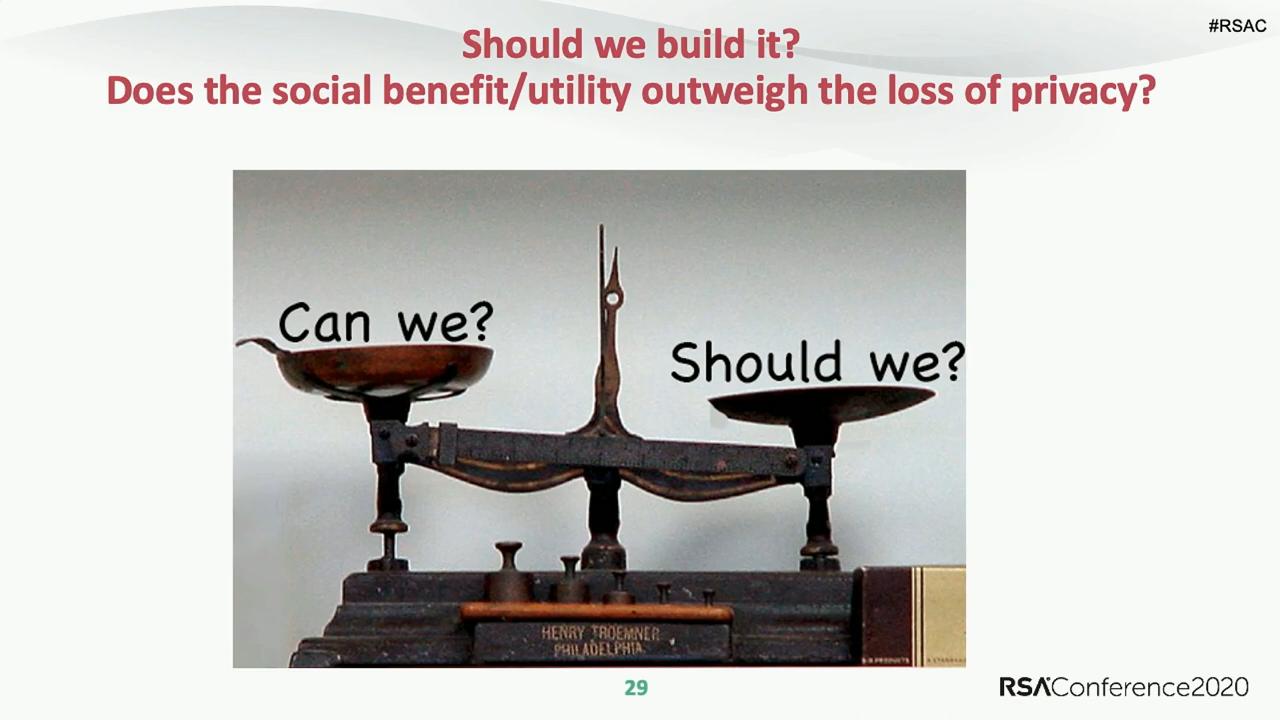 #RSAC
Should we build it?
Does the social benefit/utility outweigh the loss of privacy?
Can we?
Should we?
HENRY TROEMNER
PHILADELPHIA.
29
RSAConference2020